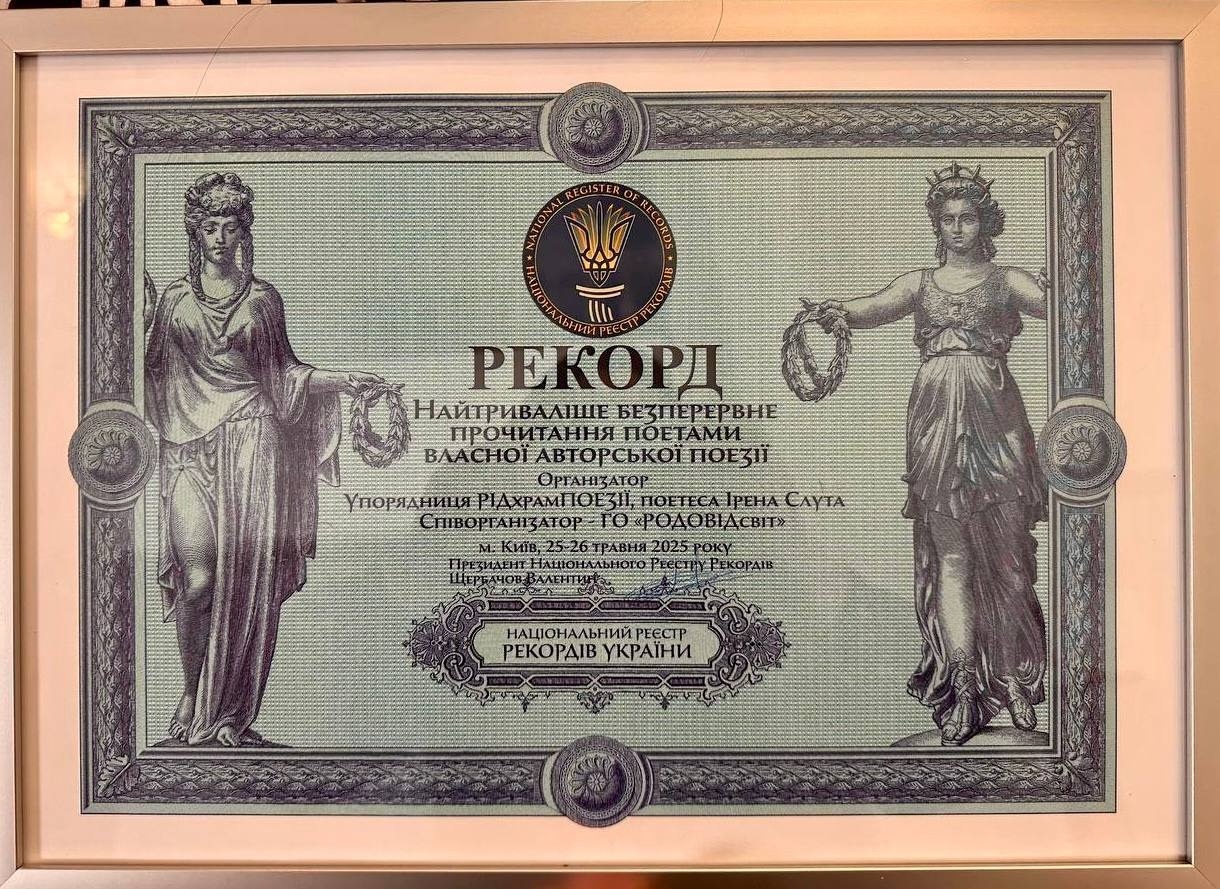 NATIONAL REGISTER OF RECORDS
НАЦІОНАЛЬНИЙ РЕЄСТР РЕКОРДІВ
РЕКОРД
НАЙТРИВАЛІШЕ БЕЗПЕРЕРВНЕ
ПРОЧИТАННЯ ПОЕТАМИ
ВЛАСНОЇ АВТОРСЬКОЇ ПОЕЗІЇ
ОРГАНІЗАТОР
УПОРЯДНИЦЯ РІДхрамПОЕЗІЇ, ПОЕТЕСА ІРЕНА СЛУТА
СПІВОРГАНІЗАТОР - ГО «РОДОВІДСВІТ»
М. КИЇВ, 25-26 ТРАВНЯ 2025 РОКУ
ПРЕЗИДЕНТ НАЦІОНАЛЬНОГО РЕЄСТРУ РЕКОРДІВ
ЩЕРБАЧОВ ВАЛЕНТИН
НАЦІОНАЛЬНИЙ РЕЄСТР
РЕКОРДІВ УКРАЇНИ